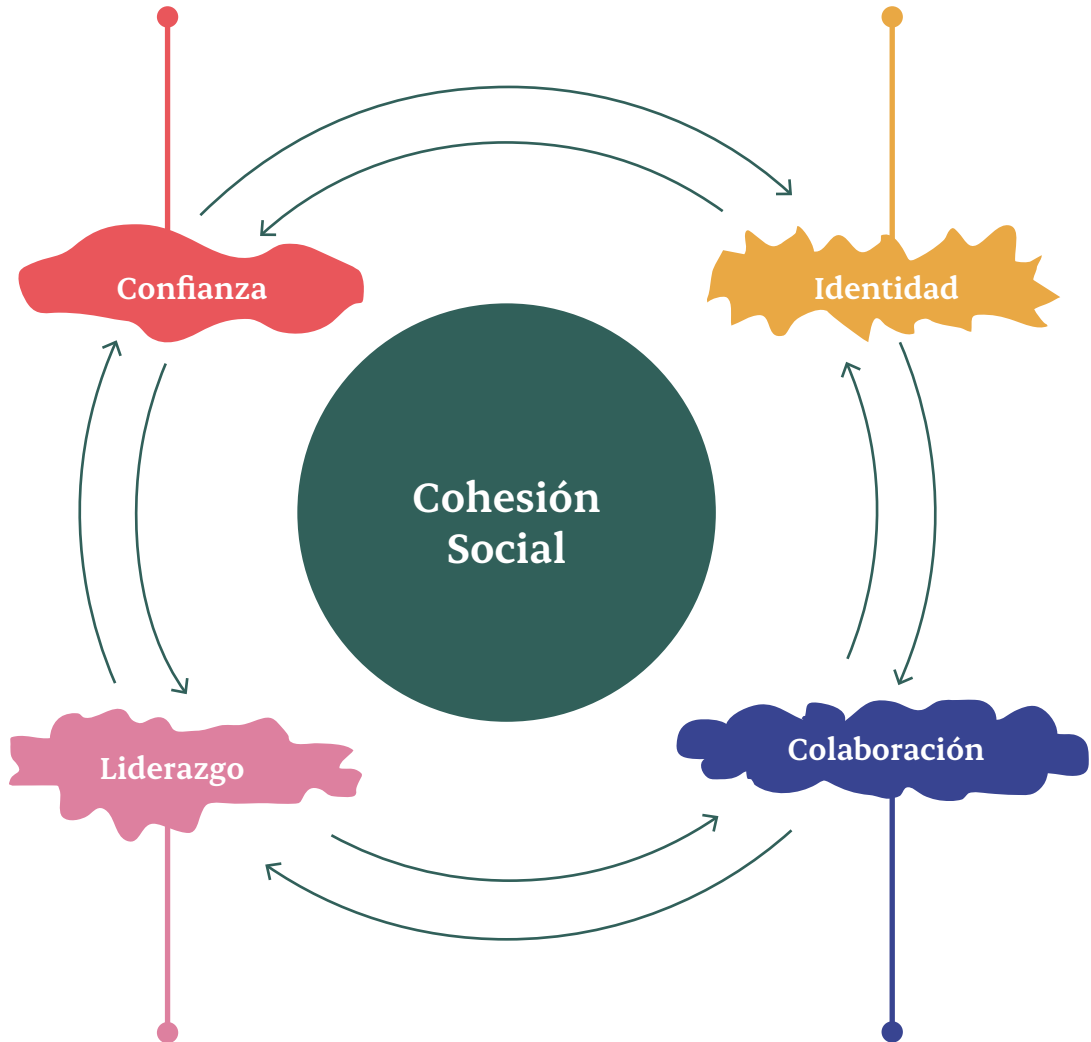 Confianza
Identidad
Cohesión
Social
Liderazgo
Colaboración